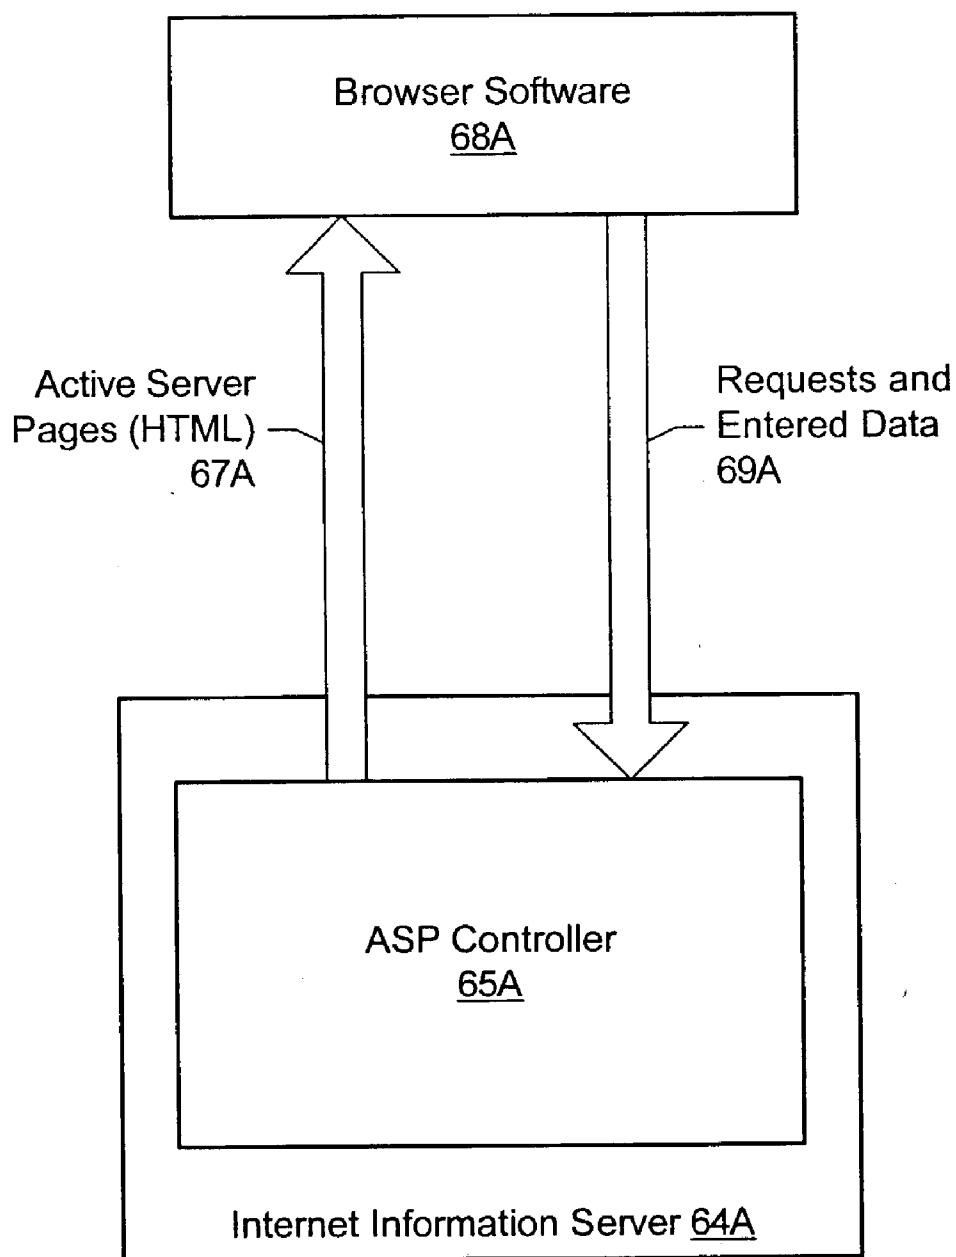 Browser Software
68A
Active Server
Pages (HTML)
67A
Requests and
Entered Data
69A
ASP Controller
65A
Internet Information Server 64A